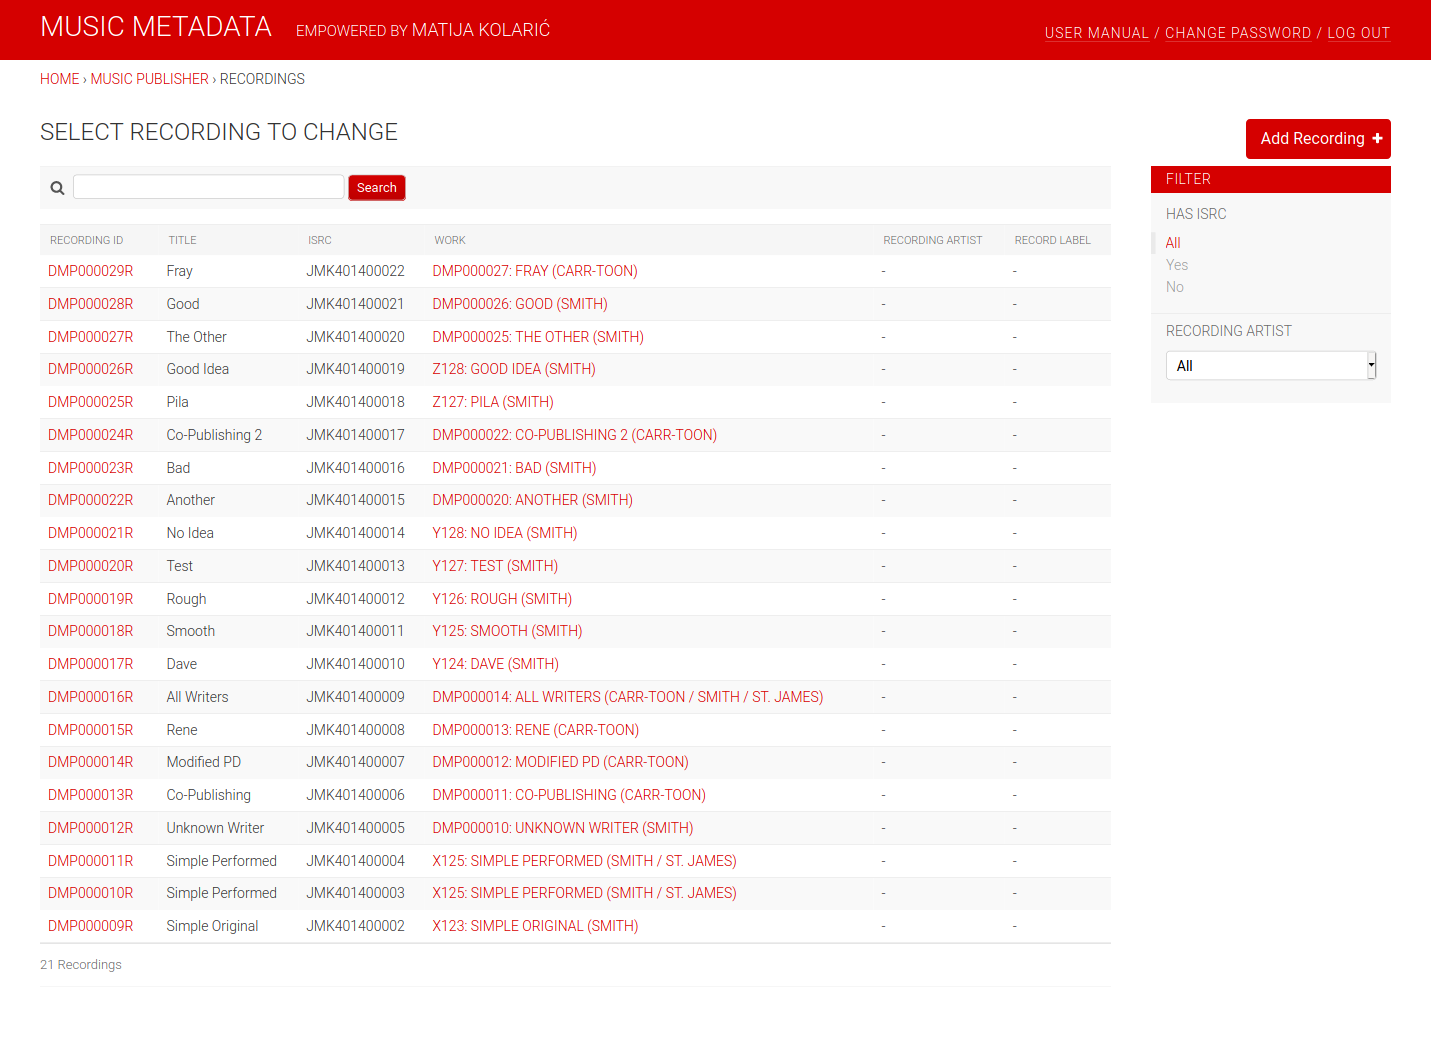 MUSIC METADATA EMPOWERED BY MATIJA KOLARIĆ USER MANUAL / CHANGE PASSWORD / LOG OUT
HOME › MUSIC PUBLISHER › RECORDINGS
SELECT RECORDING TO CHANGE
Add Recording +
Search
FILTER
HAS ISRC
All
Yes
No
RECORDING ARTIST
All
RECORDING ID TITLE ISRC WORK RECORDING ARTIST RECORD LABEL
DMP000029R Fray JMK401400022 DMP000027: FRAY (CARR-TOON) - -
DMP000028R Good JMK401400021 DMP000026: GOOD (SMITH) - -
DMP000027R The Other JMK401400020 DMP000025: THE OTHER (SMITH) - -
DMP000026R Good Idea JMK401400019 Z128: GOOD IDEA (SMITH) - -
DMP000025R Pila JMK401400018 Z127: PILA (SMITH) - -
DMP000024R Co-Publishing 2 JMK401400017 DMP000022: CO-PUBLISHING 2 (CARR-TOON) - -
DMP000023R Bad JMK401400016 DMP000021: BAD (SMITH) - -
DMP000022R Another JMK401400015 DMP000020: ANOTHER (SMITH) - -
DMP000021R No Idea JMK401400014 Y128: NO IDEA (SMITH) - -
DMP000020R Test JMK401400013 Y127: TEST (SMITH) - -
DMP000019R Rough JMK401400012 Y126: ROUGH (SMITH) - -
DMP000018R Smooth JMK401400011 Y125: SMOOTH (SMITH) - -
DMP000017R Dave JMK401400010 Y124: DAVE (SMITH) - -
DMP000016R All Writers JMK401400009 DMP000014: ALL WRITERS (CARR-TOON / SMITH / ST. JAMES) - -
DMP000015R Rene JMK401400008 DMP000013: RENE (CARR-TOON) - -
DMP000014R Modified PD JMK401400007 DMP000012: MODIFIED PD (CARR-TOON) - -
DMP000013R Co-Publishing JMK401400006 DMP000011: CO-PUBLISHING (CARR-TOON) - -
DMP000012R Unknown Writer JMK401400005 DMP000010: UNKNOWN WRITER (SMITH) - -
DMP000011R Simple Performed JMK401400004 X125: SIMPLE PERFORMED (SMITH / ST. JAMES) - -
DMP000010R Simple Performed JMK401400003 X125: SIMPLE PERFORMED (SMITH / ST. JAMES) - -
DMP000009R Simple Original JMK401400002 X123: SIMPLE ORIGINAL (SMITH) - -
21 Recordings